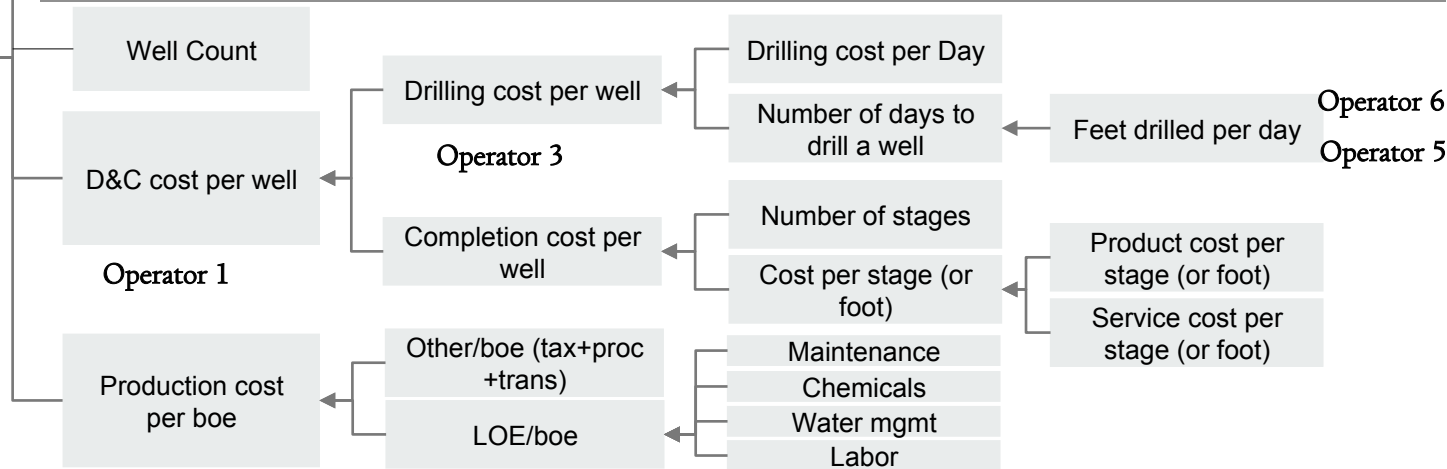 Well Count
D&C cost per well
Operator 1
Production cost
per boe
Drilling cost per well
Operator 3
Completion cost per
well
Other/boe (tax+proc
+trans)
LOE/boe
Drilling cost per Day
Number of days to
drill a well
Number of stages
Cost per stage (or
foot)
Maintenance
Chemicals
Water mgmt
Labor
Feet drilled per day
Operator 6
Operator 5
Product cost per
stage (or foot)
Service cost per
stage (or foot)